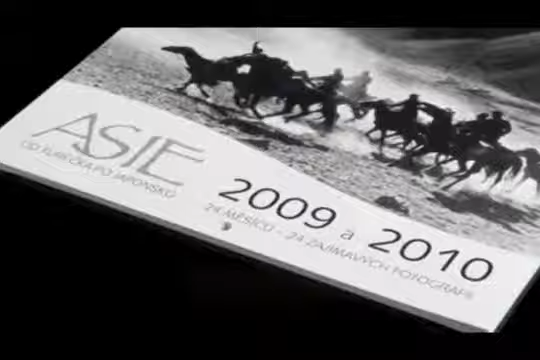 ASIE
OD TURECKA PO JAPONSKO
2009 a 2010
24 MĚSÍCŮ - 24 ZAJÍMAVÝCH FOTOGRAFIÍ